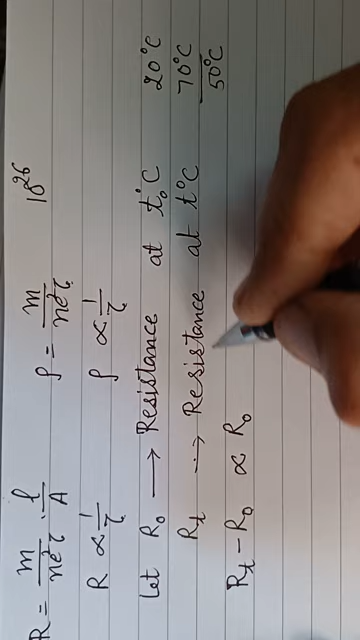 R = m/ne²τ · l/A    ρ = m/ne²τ    10²⁶
R ∝ 1/τ    ρ ∝ 1/τ
Let R₀ → Resistance at t₀°C    20°C
Rt → Resistance at t°C    70°C
Rt - R₀ ∝ R₀    50°C